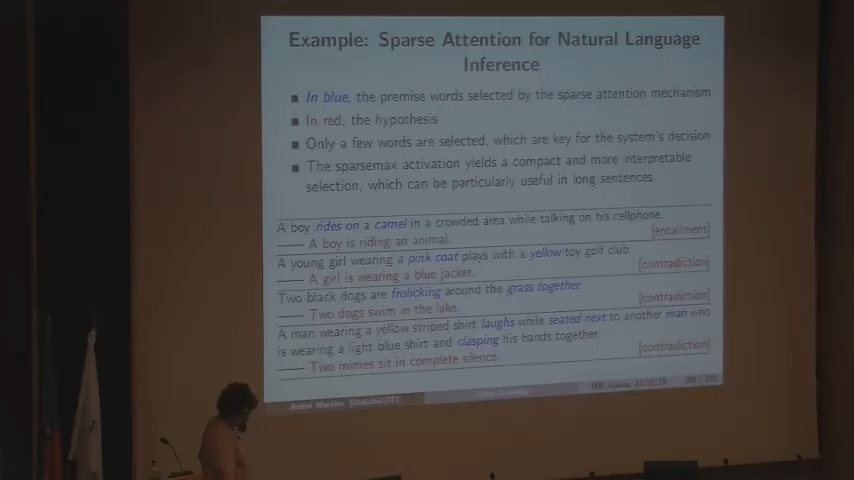 Example: Sparse Attention for Natural Language
Inference
In blue, the premise words selected by the sparse attention mechanism
In red, the hypothesis
Only a few words are selected, which are key for the system's decision
The sparsemax activation yields a compact and more interpretable
selection, which can be particularly useful in long sentences
A boy rides on a camel in a crowded area while talking on his cellphone.
—— A boy is riding an animal. [entailment]
A young girl wearing a pink coat plays with a yellow toy golf club.
—— A girl is wearing a blue jacket. [contradiction]
Two black dogs are frolicking around the grass together.
—— Two dogs swim in the lake. [contradiction]
A man wearing a yellow striped shirt laughs while seated next to another man who
is wearing a light blue shirt and clasping his hands together.
—— Two mimes sit in complete silence. [contradiction]